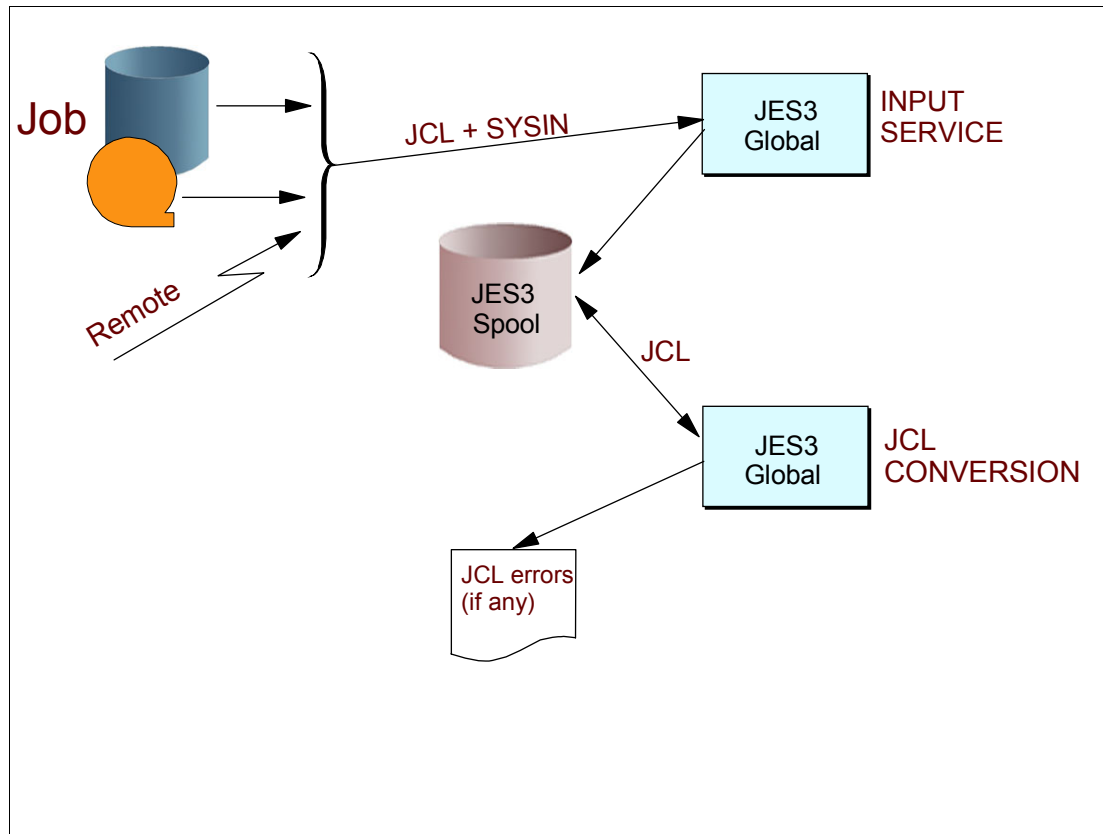 Job
JCL + SYSIN
JES3
Global
INPUT
SERVICE
Remote
JES3
Spool
JCL
JES3
Global
JCL
CONVERSION
JCL errors
(if any)